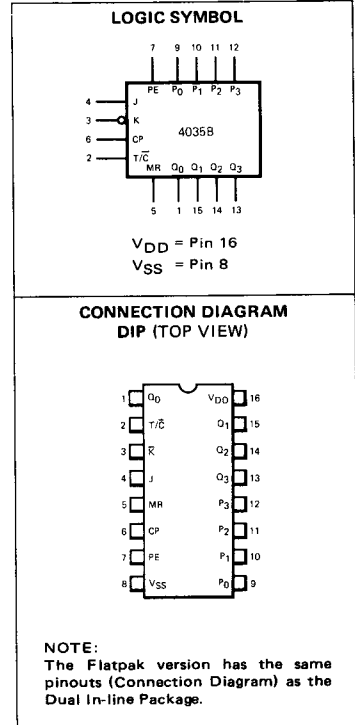 LOGIC SYMBOL
7 9 10 11 12
PE P0 P1 P2 P3
4 J
3 K
4035B
6 CP
2 T/C̅
MR Q0 Q1 Q2 Q3
5 1 15 14 13
VDD = Pin 16
VSS = Pin 8
CONNECTION DIAGRAM
DIP (TOP VIEW)
1 Q0 VDD 16
2 T/C̅ Q1 15
3 K̅ Q2 14
4 J Q3 13
5 MR P3 12
6 CP P2 11
7 PE P1 10
8 VSS P0 9
NOTE:
The Flatpak version has the same
pinouts (Connection Diagram) as the
Dual In-line Package.